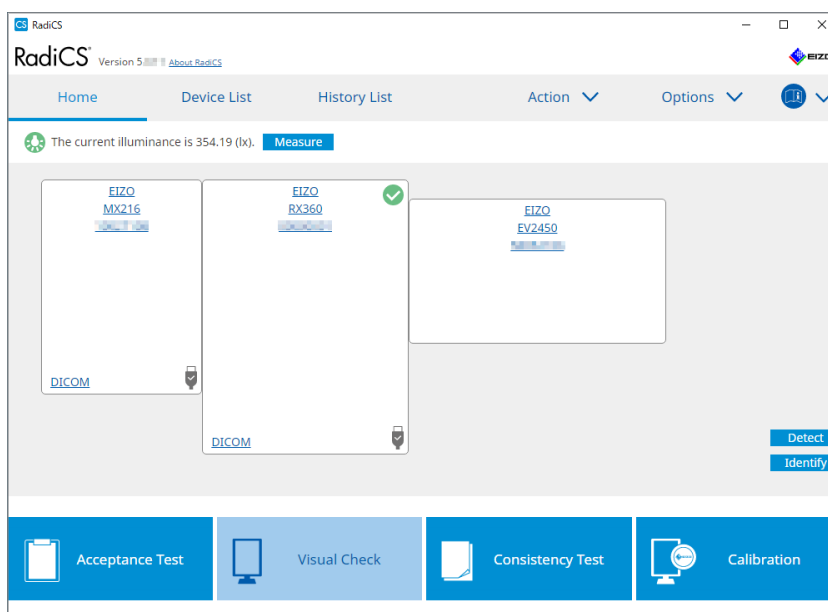 CS RadiCS
RadiCS® Version 5 About RadiCS
EIZO
Home Device List History List Action Options
The current illuminance is 354.19 (lx). Measure
EIZO
MX216
DICOM
EIZO
RX360
DICOM
EIZO
EV2450
Detect
Identify
Acceptance Test Visual Check Consistency Test Calibration